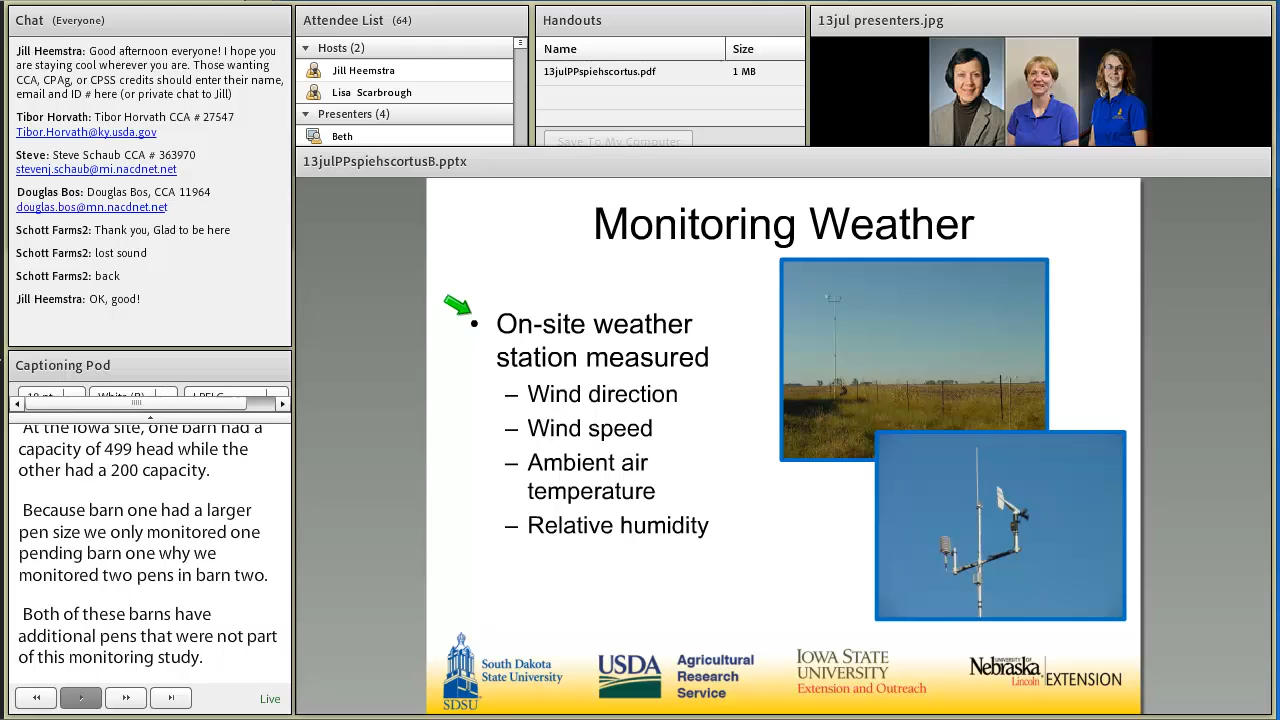 Chat (Everyone)
Jill Heemstra: Good afternoon everyone! I hope you
are staying cool wherever you are. Those wanting
CCA, CPAg, or CPSS credits should enter their name,
email and ID # here (or private chat to Jill)
Tibor Horvath: Tibor Horvath CCA # 27547
Tibor.Horvath@ky.usda.gov
Steve: Steve Schaub CCA # 363970
stevenj.schaub@mi.nacdnet.net
Douglas Bos: Douglas Bos, CCA 11964
douglas.bos@mn.nacdnet.net
Schott Farms2: Thank you, Glad to be here
Schott Farms2: lost sound
Schott Farms2: back
Jill Heemstra: OK, good!
Captioning Pod
18 pt
White (B)
LPELC
At the Iowa site, one barn had a
capacity of 499 head while the
other had a 200 capacity.
Because barn one had a larger
pen size we only monitored one
pending barn one why we
monitored two pens in barn two.
Both of these barns have
additional pens that were not part
of this monitoring study.
Live
Attendee List (64)
Hosts (2)
Jill Heemstra
Lisa Scarbrough
Presenters (4)
Beth
Handouts
Name Size
13julPPspiehscortus.pdf 1 MB
Save To My Computer
13jul presenters.jpg
13julPPspiehscortusB.pptx
Monitoring Weather
• On-site weather
station measured
– Wind direction
– Wind speed
– Ambient air
temperature
– Relative humidity
SDSU
South Dakota
State University
USDA
Agricultural
Research
Service
IOWA STATE
UNIVERSITY
Extension and Outreach
UNIVERSITY OF
Nebraska
Lincoln
EXTENSION